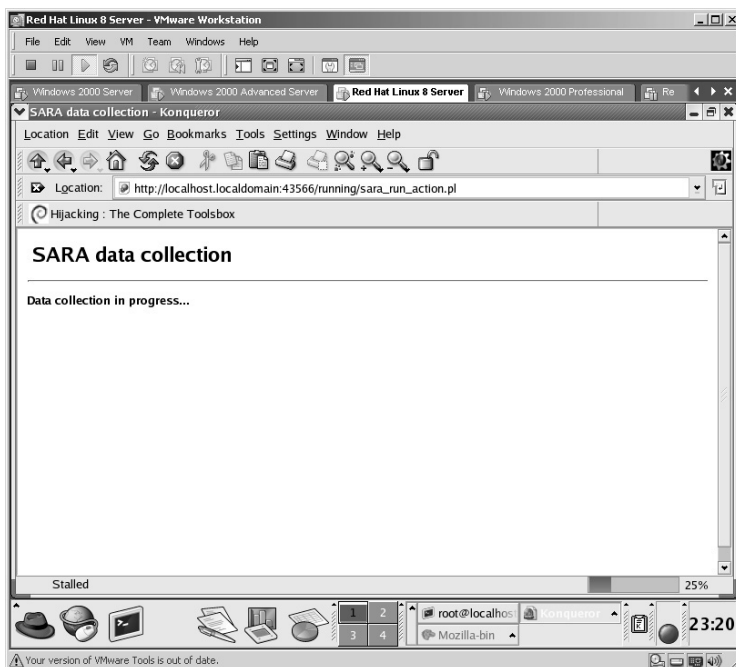 Red Hat Linux 8 Server - VMware Workstation
File Edit View VM Team Windows Help
Windows 2000 Server Windows 2000 Advanced Server Red Hat Linux 8 Server Windows 2000 Professional Re
SARA data collection - Konqueror
Location Edit View Go Bookmarks Tools Settings Window Help
Location: http://localhost.localdomain:43566/running/sara_run_action.pl
Hijacking : The Complete Toolsbox
SARA data collection
Data collection in progress...
Stalled 25%
1 2 root@localhos Konqueror
3 4 Mozilla-bin 23:20
Your version of VMware Tools is out of date.